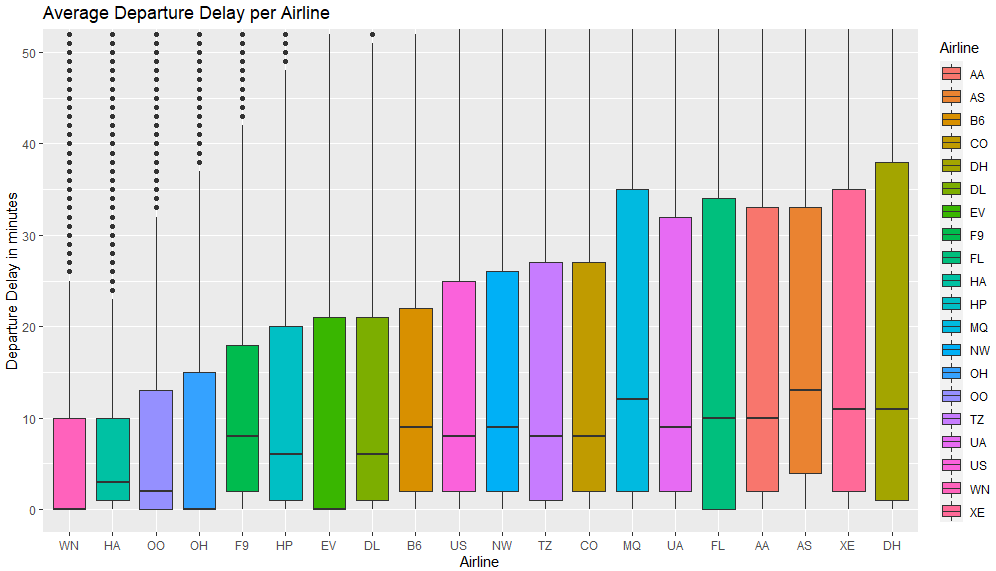 Average Departure Delay per Airline
Departure Delay in minutes
50
40
30
20
10
0
WN HA OO OH F9 HP EV DL B6 US NW TZ CO MQ UA FL AA AS XE DH
Airline
Airline
AA
AS
B6
CO
DH
DL
EV
F9
FL
HA
HP
MQ
NW
OH
OO
TZ
UA
US
WN
XE